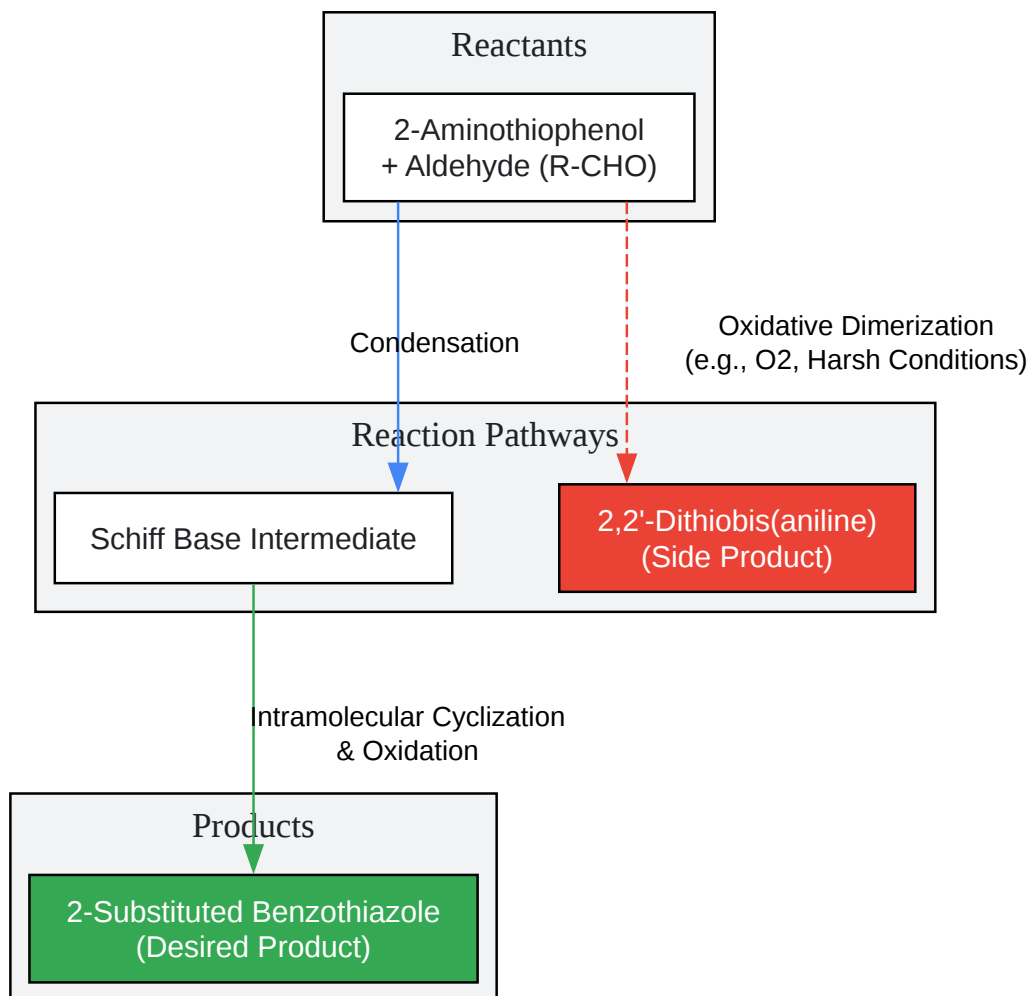 Reactants
2-Aminothiophenol
+ Aldehyde (R-CHO)
Condensation
Oxidative Dimerization
(e.g., O2, Harsh Conditions)
Reaction Pathways
Schiff Base Intermediate
2,2'-Dithiobis(aniline)
(Side Product)
Intramolecular Cyclization
& Oxidation
Products
2-Substituted Benzothiazole
(Desired Product)